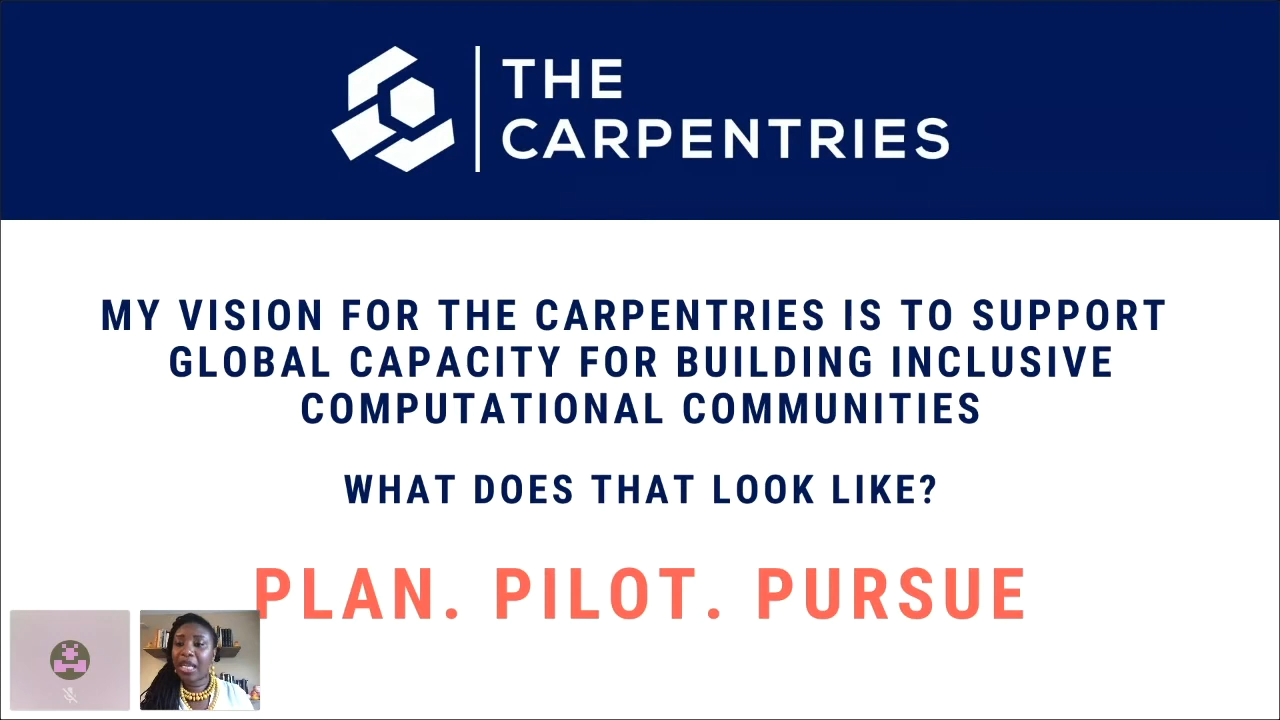 THE
CARPENTRIES
MY VISION FOR THE CARPENTRIES IS TO SUPPORT
GLOBAL CAPACITY FOR BUILDING INCLUSIVE
COMPUTATIONAL COMMUNITIES
WHAT DOES THAT LOOK LIKE?
PLAN. PILOT. PURSUE